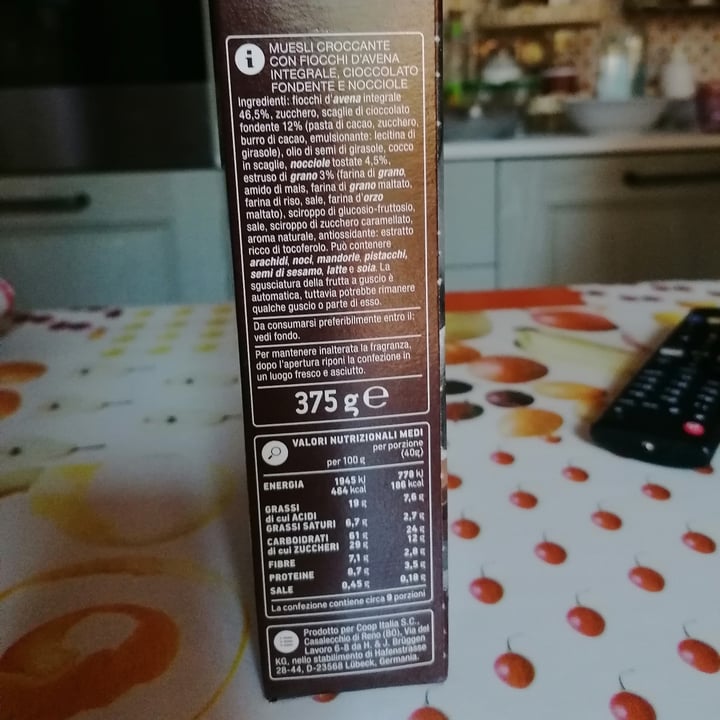 MUESLI CROCCANTE
CON FIOCCHI D'AVENA
INTEGRALE, CIOCCOLATO
FONDENTE E NOCCIOLE
Ingredienti: fiocchi d'avena integrale
46,5%, zucchero, scaglie di cioccolato
fondente 12% (pasta di cacao, zucchero,
burro di cacao, emulsionante: lecitina di
girasole), olio di semi di girasole, cocco
in scaglie, nocciole tostate 4,5%,
estruso di grano 3% (farina di grano,
amido di mais, farina di grano maltato,
farina di riso, sale, farina d'orzo
maltato), sciroppo di glucosio-fruttosio,
sale, sciroppo di zucchero caramellato,
aroma naturale, antiossidante: estratto
ricco di tocoferolo. Può contenere
arachidi, noci, mandorle, pistacchi,
semi di sesamo, latte e soia. La
sgusciatura della frutta a guscio è
automatica, tuttavia potrebbe rimanere
qualche guscio o parte di esso.
Da consumarsi preferibilmente entro il:
vedi fondo.
Per mantenere inalterata la fragranza,
dopo l'apertura riponi la confezione in
un luogo fresco e asciutto.
375 g e
VALORI NUTRIZIONALI MEDI
per 100 g per porzione (40g)
ENERGIA 1945 kJ 778 kJ
464 kcal 186 kcal
GRASSI 19 g 7,6 g
di cui ACIDI
GRASSI SATURI 6,7 g 2,7 g
CARBOIDRATI 61 g 24 g
di cui ZUCCHERI 29 g 12 g
FIBRE 7,1 g 2,8 g
PROTEINE 8,7 g 3,5 g
SALE 0,45 g 0,18 g
La confezione contiene circa 9 porzioni
Prodotto per Coop Italia S.C.,
Casalecchio di Reno (BO), Via del
Lavoro 6-8 da H. & J. Brüggen
KG, nello stabilimento di Hafenstrasse
28-44, D-23568 Lübeck, Germania.